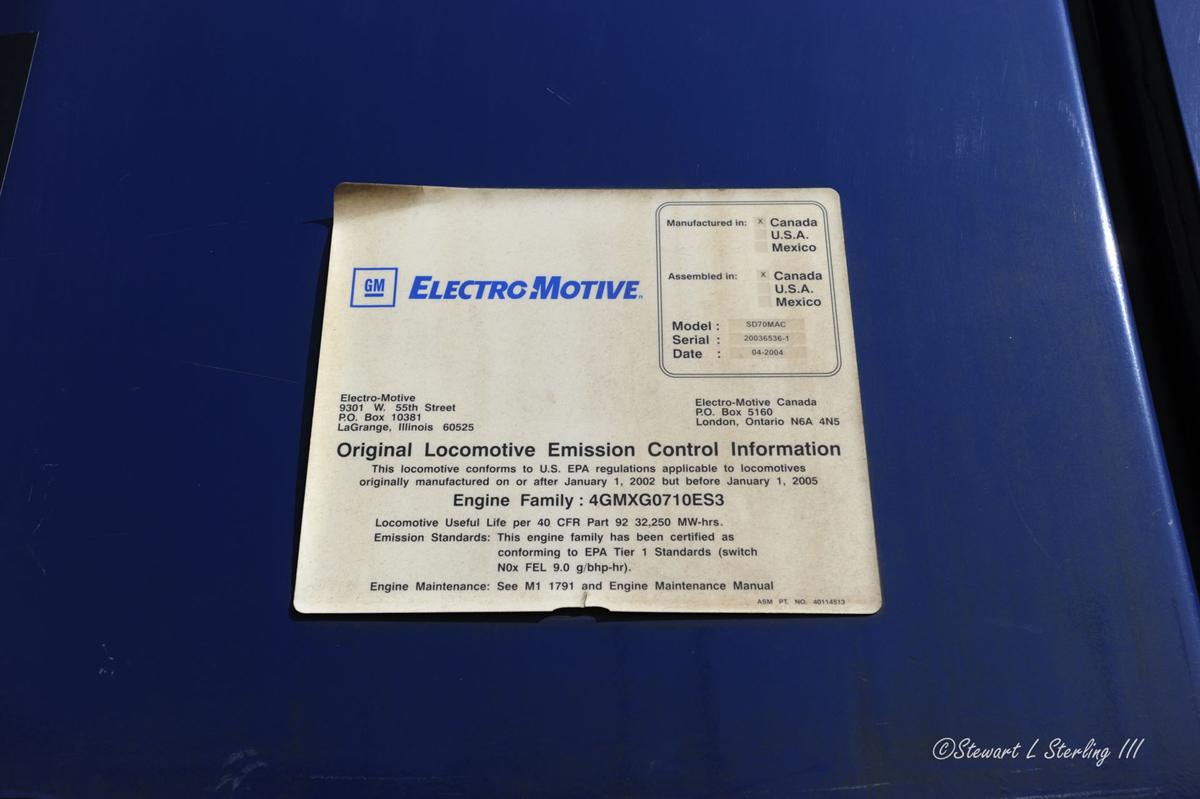 GM ELECTRO-MOTIVE
Manufactured in: x Canada
U.S.A.
Mexico
Assembled in: x Canada
U.S.A.
Mexico
Model : SD70MAC
Serial : 20036536-1
Date : 04-2004
Electro-Motive
9301 W. 55th Street
P.O. Box 10381
LaGrange, Illinois 60525
Electro-Motive Canada
P.O. Box 5160
London, Ontario N6A 4N5
Original Locomotive Emission Control Information
This locomotive conforms to U.S. EPA regulations applicable to locomotives
originally manufactured on or after January 1, 2002 but before January 1, 2005
Engine Family : 4GMXG0710ES3
Locomotive Useful Life per 40 CFR Part 92 32,250 MW-hrs.
Emission Standards: This engine family has been certified as
conforming to EPA Tier 1 Standards (switch
N0x FEL 9.0 g/bhp-hr).
Engine Maintenance: See M1 1791 and Engine Maintenance Manual
ASM PT. NO. 40114513
©Stewart L Sterling III